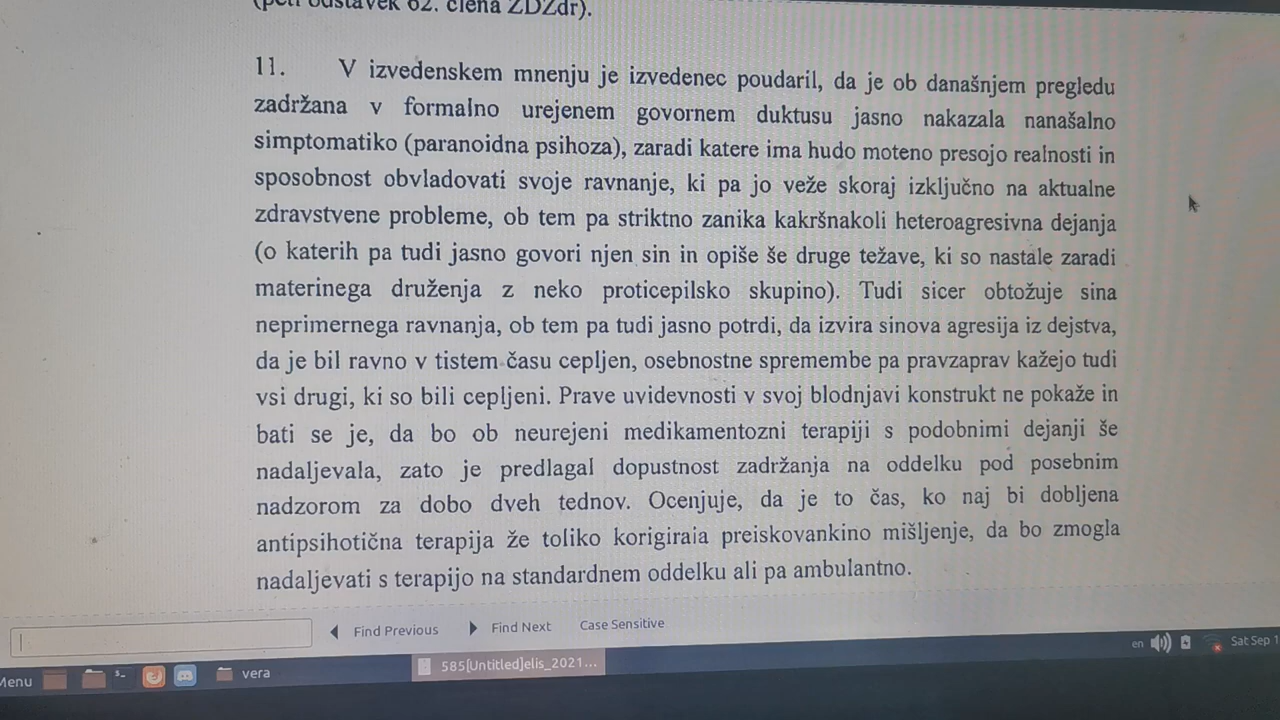 (peti odstavek 62. člena ZDZdr).
11. V izvedenskem mnenju je izvedenec poudaril, da je ob današnjem pregledu
zadržana v formalno urejenem govornem duktusu jasno nakazala nanašalno
simptomatiko (paranoidna psihoza), zaradi katere ima hudo moteno presojo realnosti in
sposobnost obvladovati svoje ravnanje, ki pa jo veže skoraj izključno na aktualne
zdravstvene probleme, ob tem pa striktno zanika kakršnakoli heteroagresivna dejanja
(o katerih pa tudi jasno govori njen sin in opiše še druge težave, ki so nastale zaradi
materinega druženja z neko proticepilsko skupino). Tudi sicer obtožuje sina
neprimernega ravnanja, ob tem pa tudi jasno potrdi, da izvira sinova agresija iz dejstva,
da je bil ravno v tistem času cepljen, osebnostne spremembe pa pravzaprav kažejo tudi
vsi drugi, ki so bili cepljeni. Prave uvidevnosti v svoj blodnjavi konstrukt ne pokaže in
bati se je, da bo ob neurejeni medikamentozni terapiji s podobnimi dejanji še
nadaljevala, zato je predlagal dopustnost zadržanja na oddelku pod posebnim
nadzorom za dobo dveh tednov. Ocenjuje, da je to čas, ko naj bi dobljena
antipsihotična terapija že toliko korigiraia preiskovankino mišljenje, da bo zmogla
nadaljevati s terapijo na standardnem oddelku ali pa ambulantno.
Find Previous Find Next Case Sensitive
Menu vera 585[Untitled]elis_2021... en Sat Sep 1